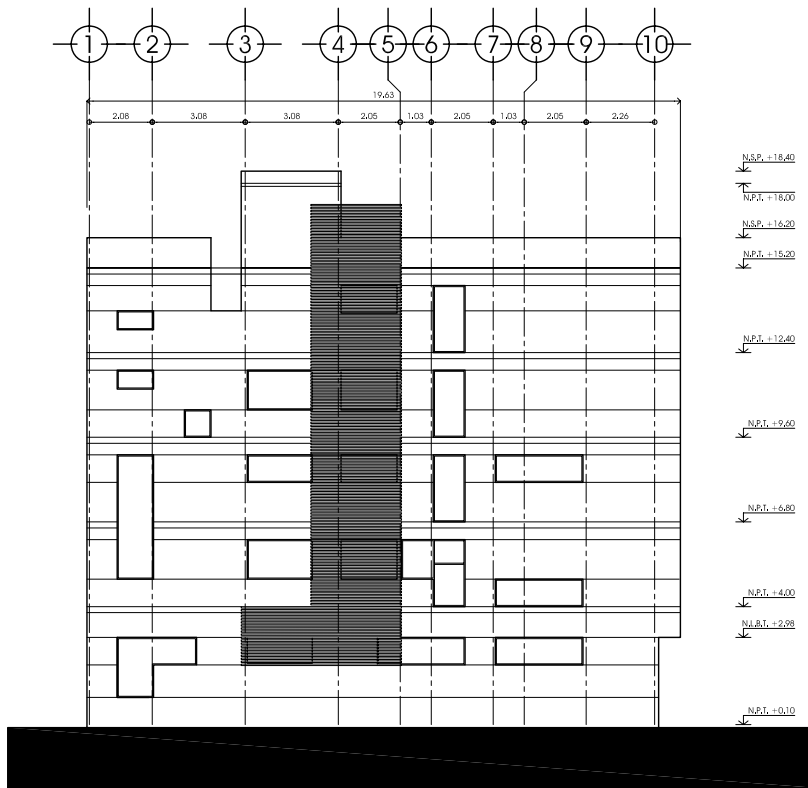 1 2 3 4 5 6 7 8 9 10
19.63
2.08 3.08 3.08 2.05 1.03 2.05 1.03 2.05 2.26
N.S.P. +18.40
N.P.T. +18.00
N.S.P. +16.20
N.P.T. +15.20
N.P.T. +12.40
N.P.T. +9.60
N.P.T. +6.80
N.P.T. +4.00
N.L.B.T. +2.98
N.P.T. +0.10